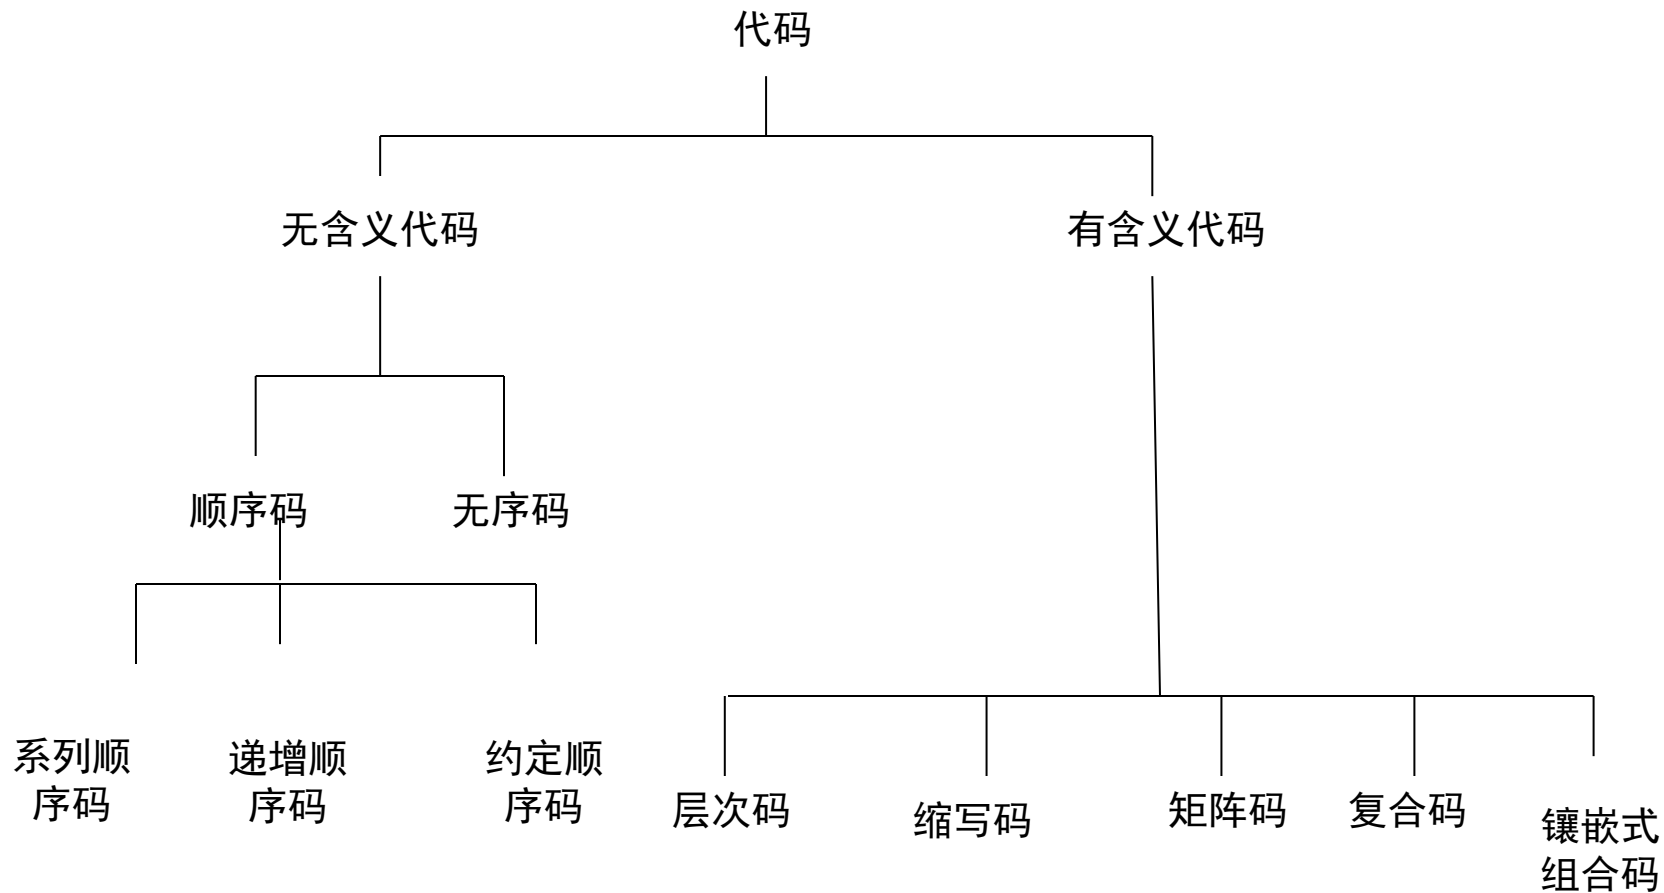 代码
无含义代码
有含义代码
顺序码
无序码
系列顺
序码
递增顺
序码
约定顺
序码
层次码
缩写码
矩阵码
复合码
镶嵌式
组合码